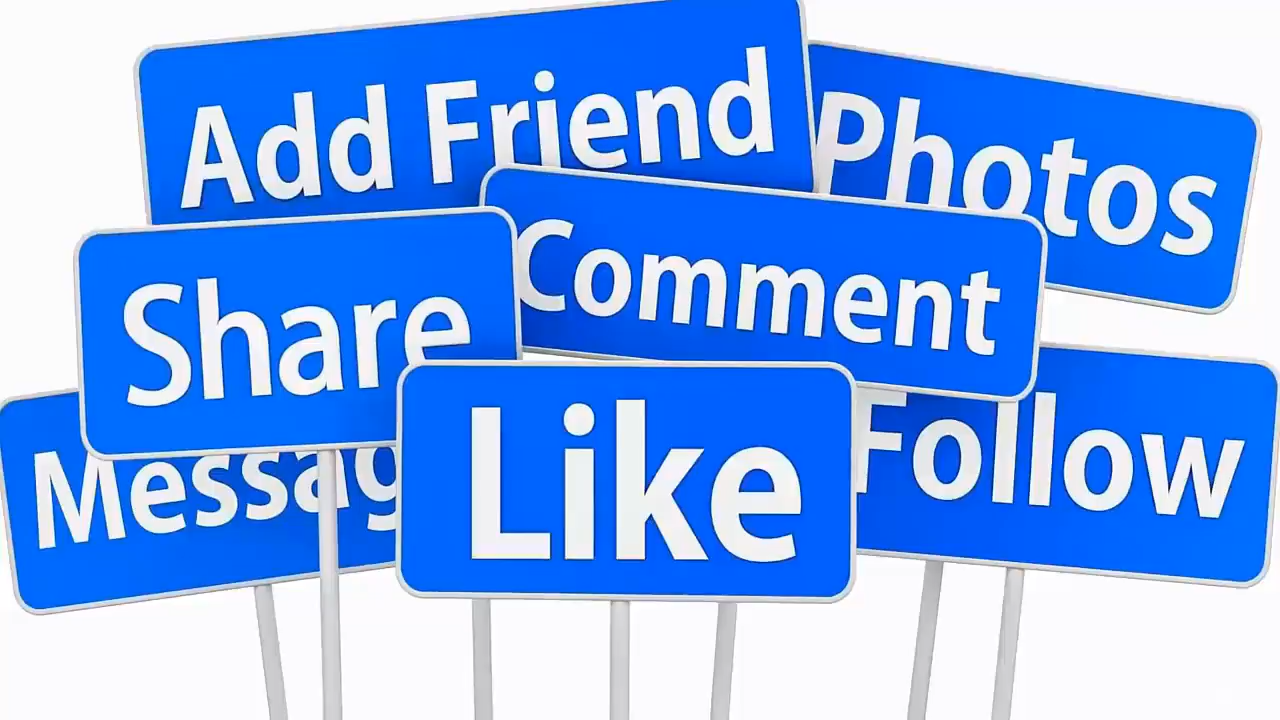 Add Friend
Photos
Comment
Share
Messag
Like
Follow